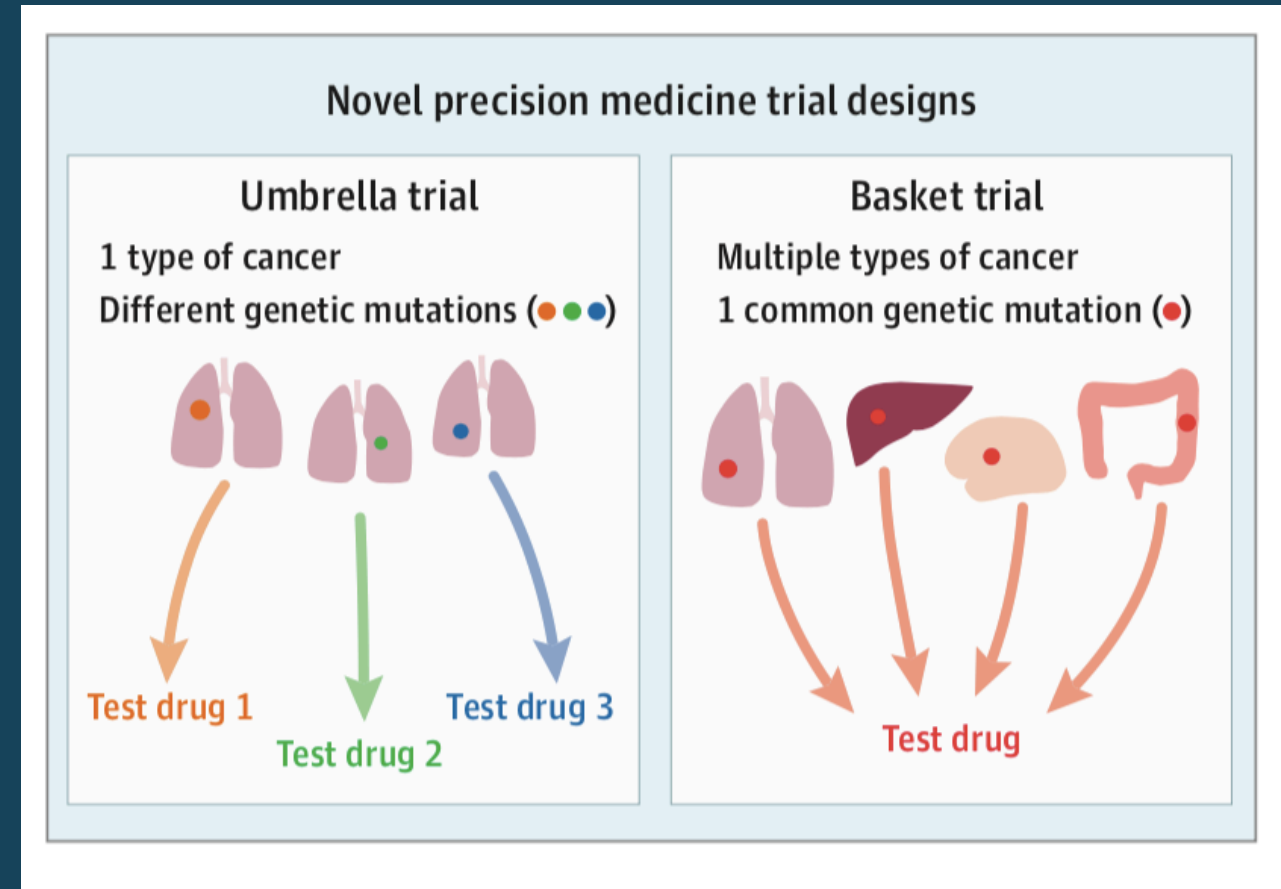 Novel precision medicine trial designs
Umbrella trial
1 type of cancer
Different genetic mutations (●●●)
Test drug 1
Test drug 2
Test drug 3
Basket trial
Multiple types of cancer
1 common genetic mutation (●)
Test drug